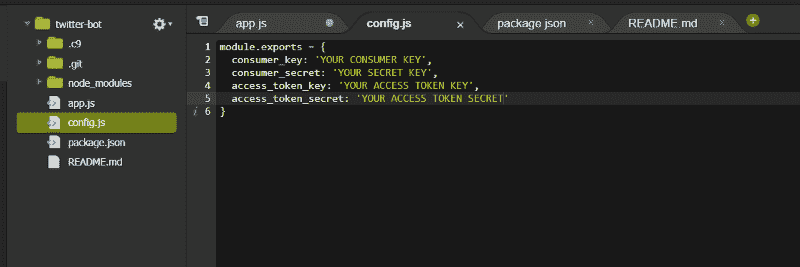 twitter-bot
.c9
.git
node_modules
app.js
config.js
package.json
README.md
app.js config.js package.json README.md
1 module.exports = {
2 consumer_key: 'YOUR CONSUMER KEY',
3 consumer_secret: 'YOUR SECRET KEY',
4 access_token_key: 'YOUR ACCESS TOKEN KEY',
5 access_token_secret: 'YOUR ACCESS TOKEN SECRET'
i 6 }